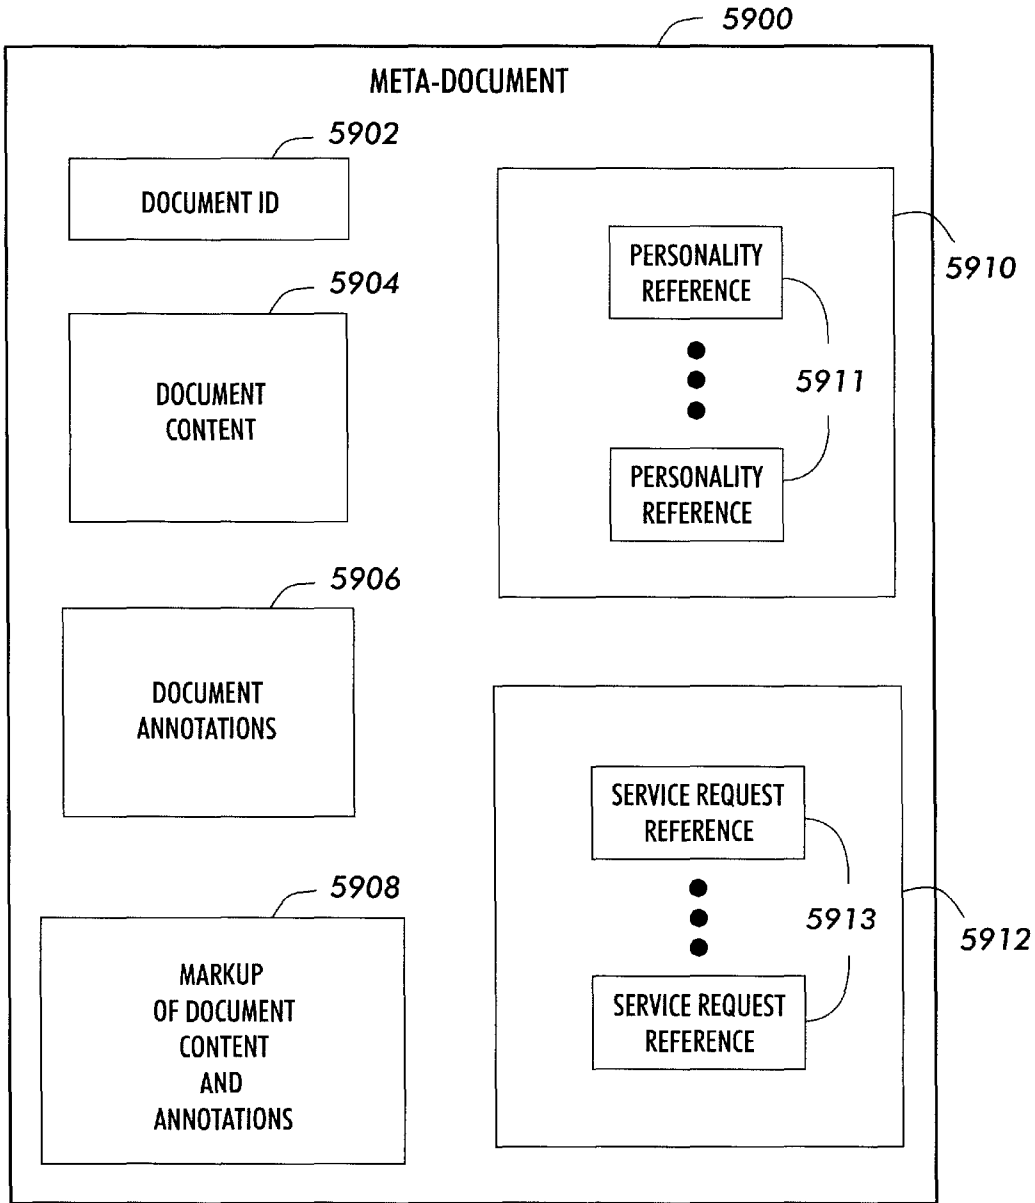 5900
META-DOCUMENT
5902
DOCUMENT ID
5904
DOCUMENT
CONTENT
5906
DOCUMENT
ANNOTATIONS
5908
MARKUP
OF DOCUMENT
CONTENT
AND
ANNOTATIONS
5910
PERSONALITY
REFERENCE
5911
PERSONALITY
REFERENCE
5912
SERVICE REQUEST
REFERENCE
5913
SERVICE REQUEST
REFERENCE